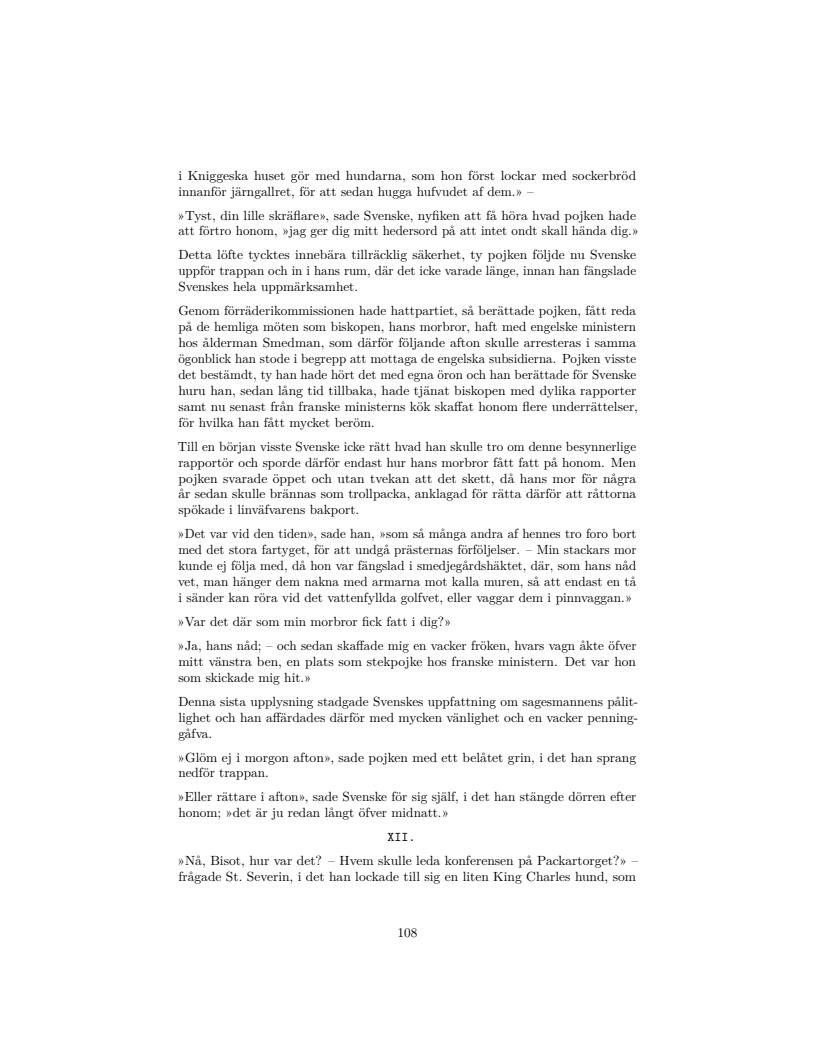 i Kniggeska huset gör med hundarna, som hon först lockar med sockerbröd
innanför järngallret, för att sedan hugga hufvudet af dem.» –
»Tyst, din lille skräflare», sade Svenske, nyfiken att få höra hvad pojken hade
att förtro honom, »jag ger dig mitt hedersord på att intet ondt skall hända dig.»
Detta löfte tycktes innebära tillräcklig säkerhet, ty pojken följde nu Svenske
uppför trappan och in i hans rum, där det icke varade länge, innan han fängslade
Svenskes hela uppmärksamhet.
Genom förräderikommissionen hade hattpartiet, så berättade pojken, fått reda
på de hemliga möten som biskopen, hans morbror, haft med engelske ministern
hos ålderman Smedman, som därför följande afton skulle arresteras i samma
ögonblick han stode i begrepp att mottaga de engelska subsidierna. Pojken visste
det bestämdt, ty han hade hört det med egna öron och han berättade för Svenske
huru han, sedan lång tid tillbaka, hade tjänat biskopen med dylika rapporter
samt nu senast från franske ministerns kök skaffat honom flere underrättelser,
för hvilka han fått mycket beröm.
Till en början visste Svenske icke rätt hvad han skulle tro om denne besynnerlige
rapportör och sporde därför endast hur hans morbror fått fatt på honom. Men
pojken svarade öppet och utan tvekan att det skett, då hans mor för några
år sedan skulle brännas som trollpacka, anklagad för rätta därför att råttorna
spökade i linväfvarens bakport.
»Det var vid den tiden», sade han, »som så många andra af hennes tro foro bort
med det stora fartyget, för att undgå prästernas förföljelser. – Min stackars mor
kunde ej följa med, då hon var fängslad i smedjegårdshäktet, där, som hans nåd
vet, man hänger dem nakna med armarna mot kalla muren, så att endast en tå
i sänder kan röra vid det vattenfyllda golfvet, eller vaggar dem i pinnvaggan.»
»Var det där som min morbror fick fatt i dig?»
»Ja, hans nåd; – och sedan skaffade mig en vacker fröken, hvars vagn åkte öfver
mitt vänstra ben, en plats som stekpojke hos franske ministern. Det var hon
som skickade mig hit.»
Denna sista upplysning stadgade Svenskes uppfattning om sagesmannens pålit-
lighet och han affärdades därför med mycken vänlighet och en vacker penning-
gåfva.
»Glöm ej i morgon afton», sade pojken med ett belåtet grin, i det han sprang
nedför trappan.
»Eller rättare i afton», sade Svenske för sig själf, i det han stängde dörren efter
honom; »det är ju redan långt öfver midnatt.»
XII.
»Nå, Bisot, hur var det? – Hvem skulle leda konferensen på Packartorget?» –
frågade St. Severin, i det han lockade till sig en liten King Charles hund, som
108